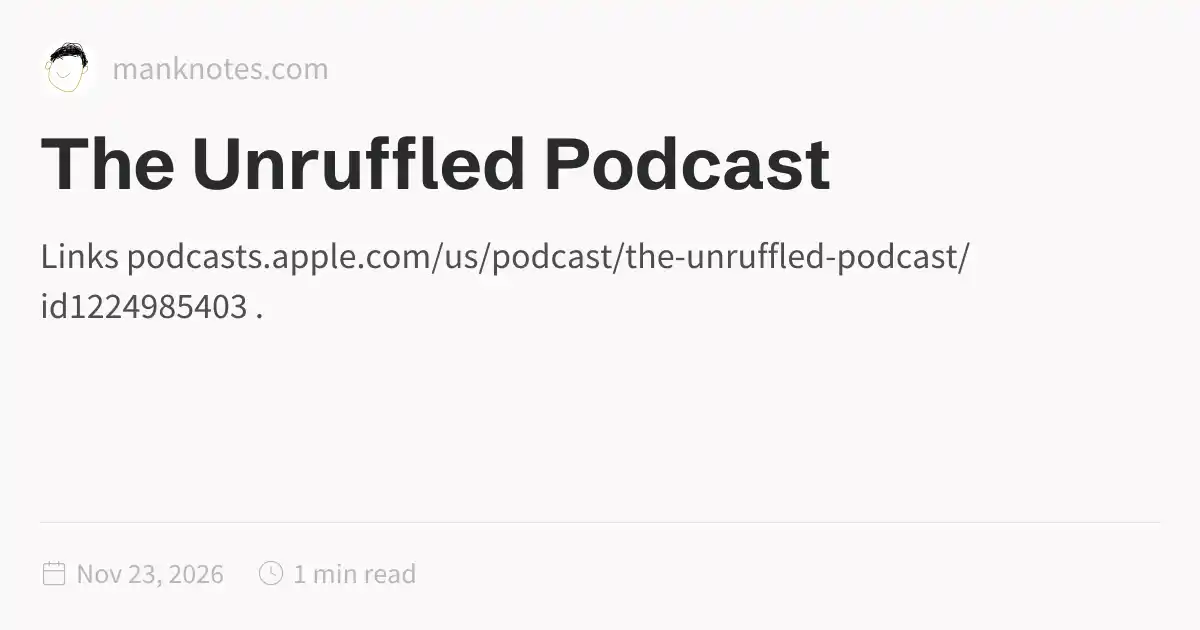 manknotes.com
The Unruffled Podcast
Links podcasts.apple.com/us/podcast/the-unruffled-podcast/
id1224985403 .
Nov 23, 2026 1 min read